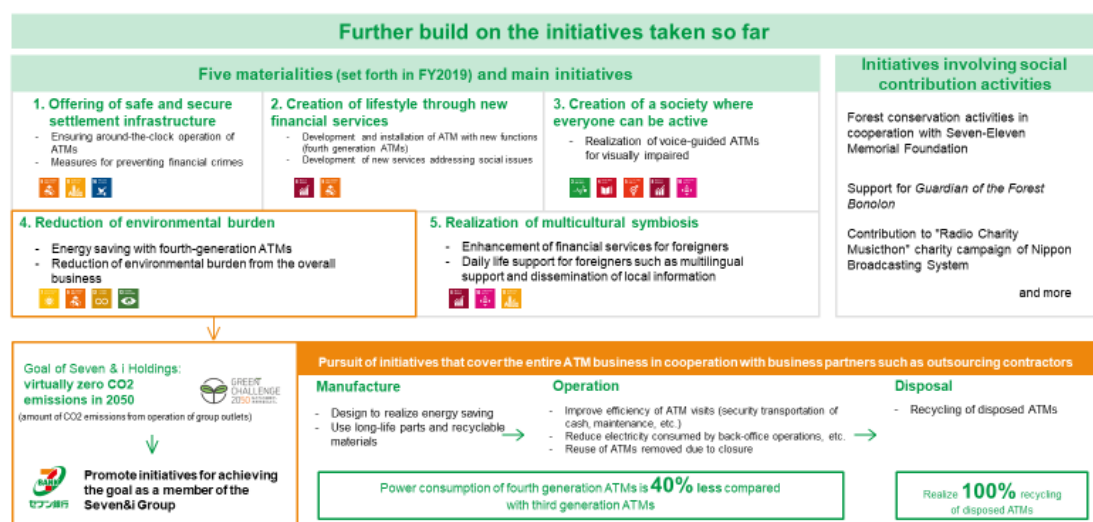 Further build on the initiatives taken so far
Five materialities (set forth in FY2019) and main initiatives
1. Offering of safe and secure
settlement infrastructure
- Ensuring around-the-clock operation of
ATMs
- Measures for preventing financial crimes
2. Creation of lifestyle through new
financial services
- Development and installation of ATM with new functions
(fourth generation ATMs)
- Development of new services addressing social issues
3. Creation of a society where
everyone can be active
- Realization of voice-guided ATMs
for visually impaired
4. Reduction of environmental burden
- Energy saving with fourth-generation ATMs
- Reduction of environmental burden from the overall
business
5. Realization of multicultural symbiosis
- Enhancement of financial services for foreigners
- Daily life support for foreigners such as multilingual
support and dissemination of local information
Initiatives involving social
contribution activities
Forest conservation activities in
cooperation with Seven-Eleven
Memorial Foundation
Support for Guardian of the Forest
Bonolon
Contribution to "Radio Charity
Musicthon" charity campaign of Nippon
Broadcasting System
and more
Goal of Seven & i Holdings:
virtually zero CO2
emissions in 2050
(amount of CO2 emissions from operation of group outlets)
GREEN
CHALLENGE
2050
BANK
セブン銀行
Promote initiatives for achieving
the goal as a member of the
Seven&i Group
Pursuit of initiatives that cover the entire ATM business in cooperation with business partners such as outsourcing contractors
Manufacture
- Design to realize energy saving
- Use long-life parts and recyclable
materials
Operation
- Improve efficiency of ATM visits (security transportation of
cash, maintenance, etc.)
- Reduce electricity consumed by back-office operations, etc.
- Reuse of ATMs removed due to closure
Disposal
- Recycling of disposed ATMs
Power consumption of fourth generation ATMs is 40% less compared
with third generation ATMs
Realize 100% recycling
of disposed ATMs